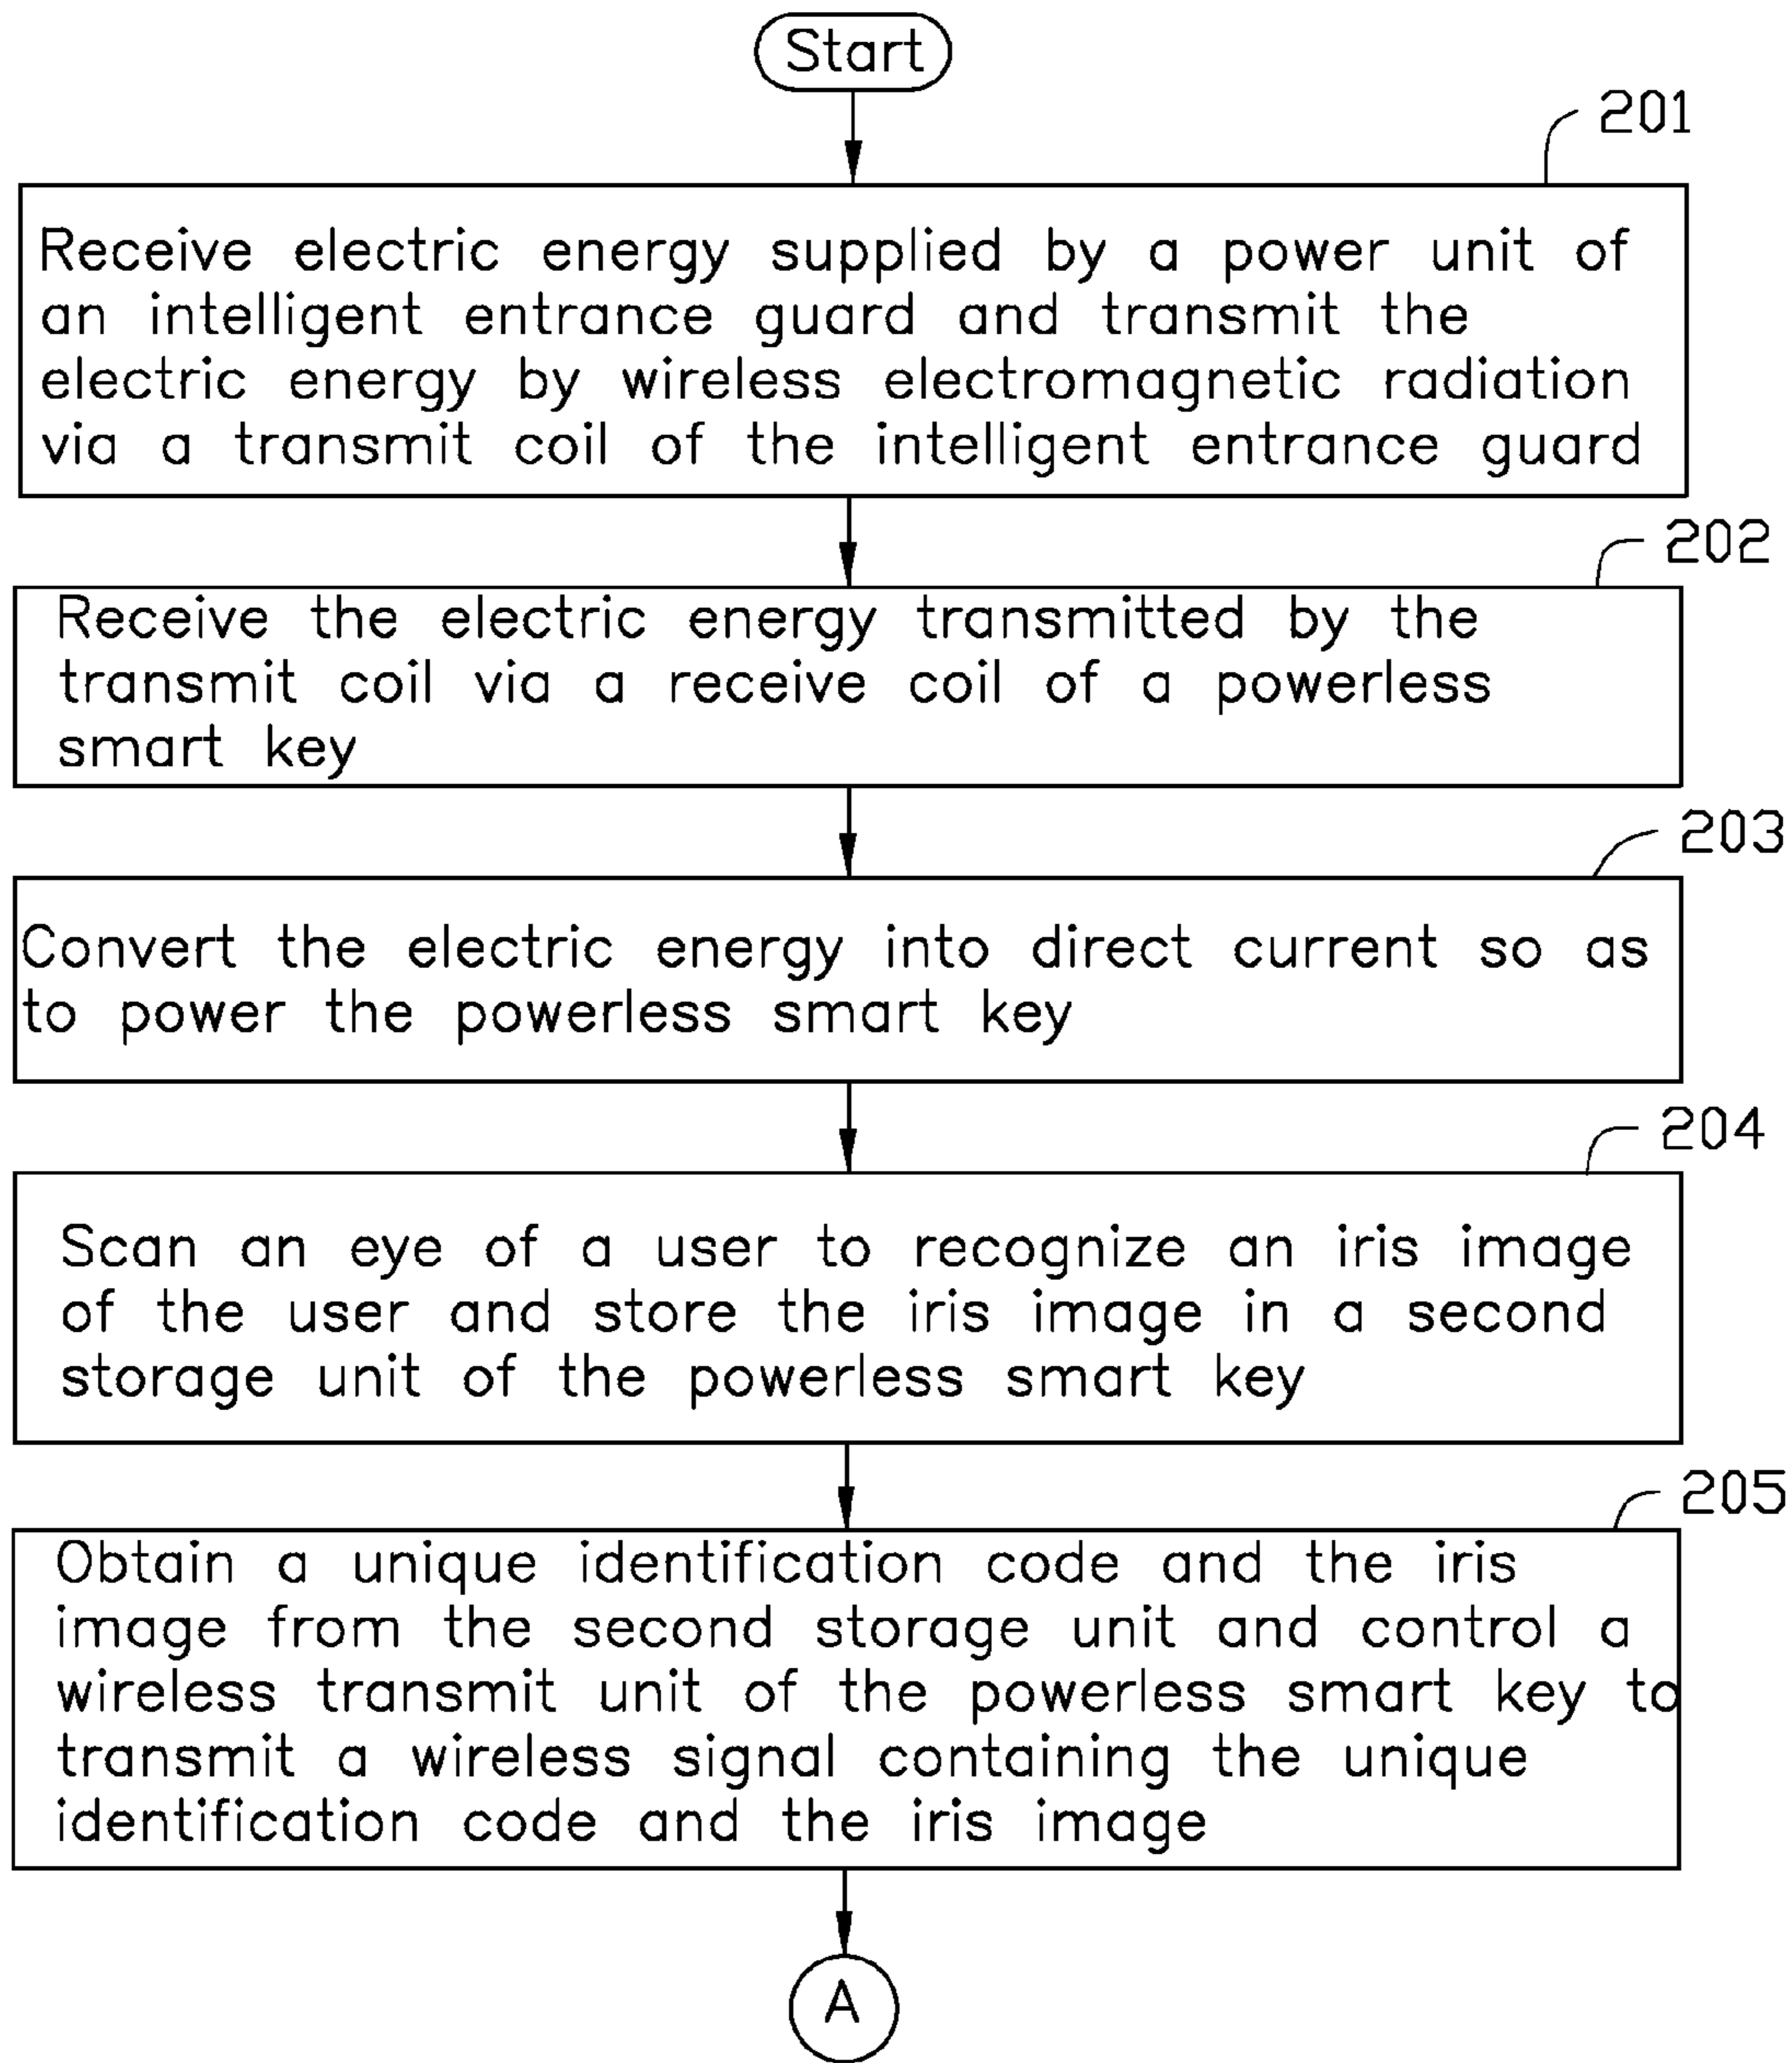 Start
201
Receive electric energy supplied by a power unit of
an intelligent entrance guard and transmit the
electric energy by wireless electromagnetic radiation
via a transmit coil of the intelligent entrance guard
202
Receive the electric energy transmitted by the
transmit coil via a receive coil of a powerless
smart key
203
Convert the electric energy into direct current so as
to power the powerless smart key
204
Scan an eye of a user to recognize an iris image
of the user and store the iris image in a second
storage unit of the powerless smart key
205
Obtain a unique identification code and the iris
image from the second storage unit and control a
wireless transmit unit of the powerless smart key to
transmit a wireless signal containing the unique
identification code and the iris image
A